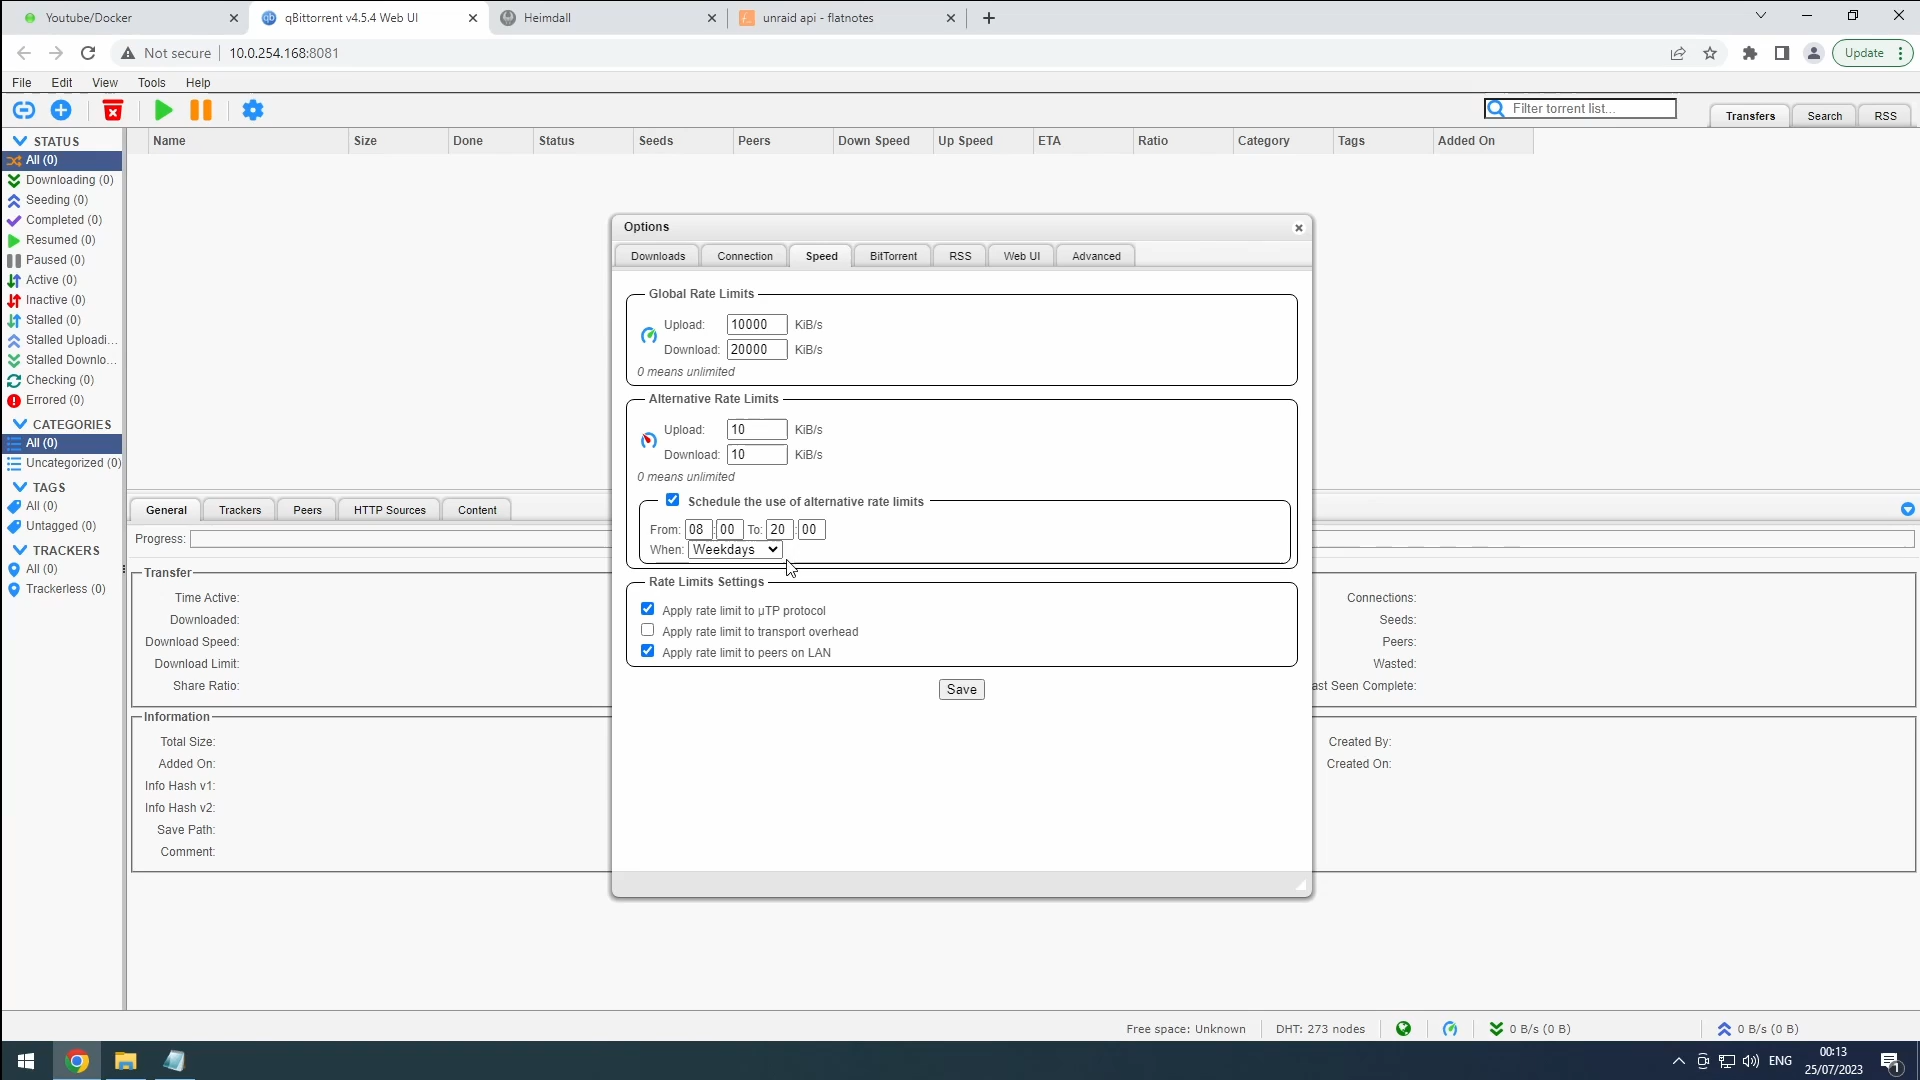 Youtube/Docker
qBittorrent v4.5.4 Web UI
Heimdall
unraid api - flatnotes
Not secure
10.0.254.168:8081
Update
File Edit View Tools Help
Filter torrent list...
Transfers Search RSS
STATUS
All (0)
Downloading (0)
Seeding (0)
Completed (0)
Resumed (0)
Paused (0)
Active (0)
Inactive (0)
Stalled (0)
Stalled Uploadi...
Stalled Downlo...
Checking (0)
Errored (0)
CATEGORIES
All (0)
Uncategorized (0)
TAGS
All (0)
Untagged (0)
TRACKERS
All (0)
Trackerless (0)
Name Size Done Status Seeds Peers Down Speed Up Speed ETA Ratio Category Tags Added On
Options
Downloads Connection Speed BitTorrent RSS Web UI Advanced
Global Rate Limits
Upload: 10000 KiB/s
Download: 20000 KiB/s
0 means unlimited
Alternative Rate Limits
Upload: 10 KiB/s
Download: 10 KiB/s
0 means unlimited
Schedule the use of alternative rate limits
From: 08 : 00 To: 20 : 00
When: Weekdays
Rate Limits Settings
Apply rate limit to µTP protocol
Apply rate limit to transport overhead
Apply rate limit to peers on LAN
Save
General Trackers Peers HTTP Sources Content
Progress:
Transfer
Time Active:
Downloaded:
Download Speed:
Download Limit:
Share Ratio:
Connections:
Seeds:
Peers:
Wasted:
ast Seen Complete:
Information
Total Size:
Added On:
Info Hash v1:
Info Hash v2:
Save Path:
Comment:
Created By:
Created On:
Free space: Unknown
DHT: 273 nodes
0 B/s (0 B)
0 B/s (0 B)
ENG
00:13
25/07/2023
1